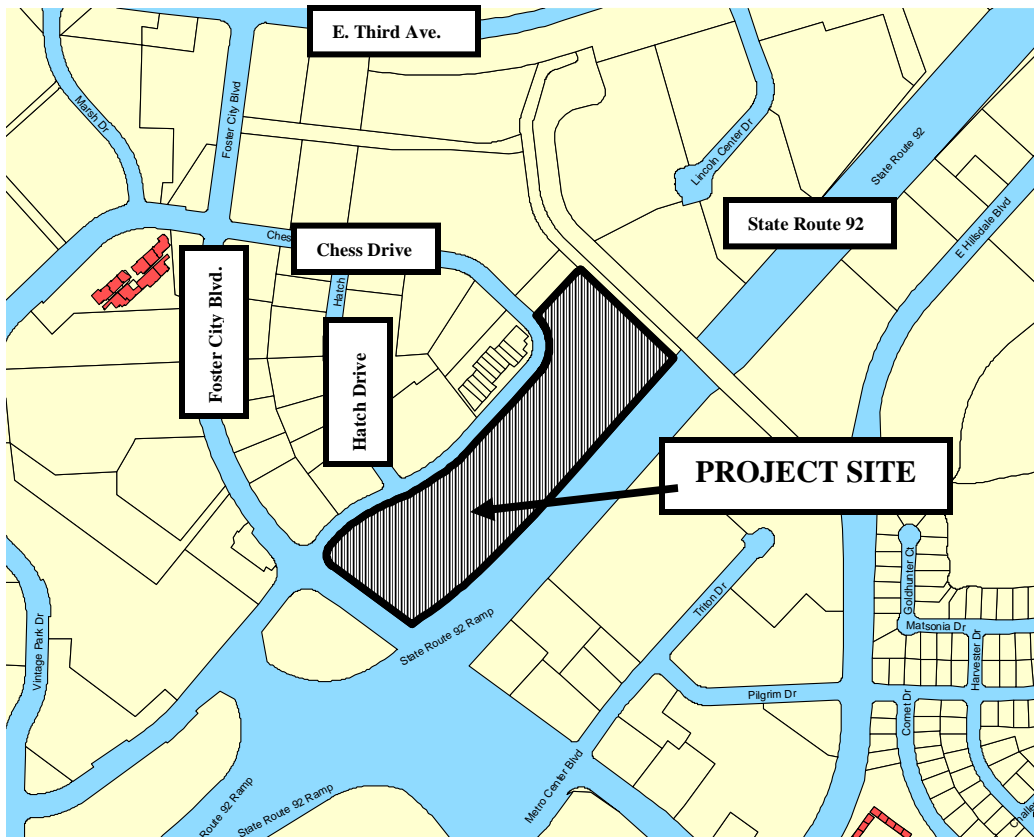 E. Third Ave.
Marsh Dr
Foster City Blvd
Lincoln Center Dr
State Route 92
State Route 92
E Hillsdale Blvd
Ches
Chess Drive
Hatch
Foster City Blvd.
Hatch Drive
PROJECT SITE
Goldhunter Ct
Triton Dr
Matsonia Dr
Harvester Dr
State Route 92 Ramp
Vintage Park Dr
Pilgrim Dr
Comet Dr
Metro Center Blvd
Route 92 Ramp
State Route 92 Ramp